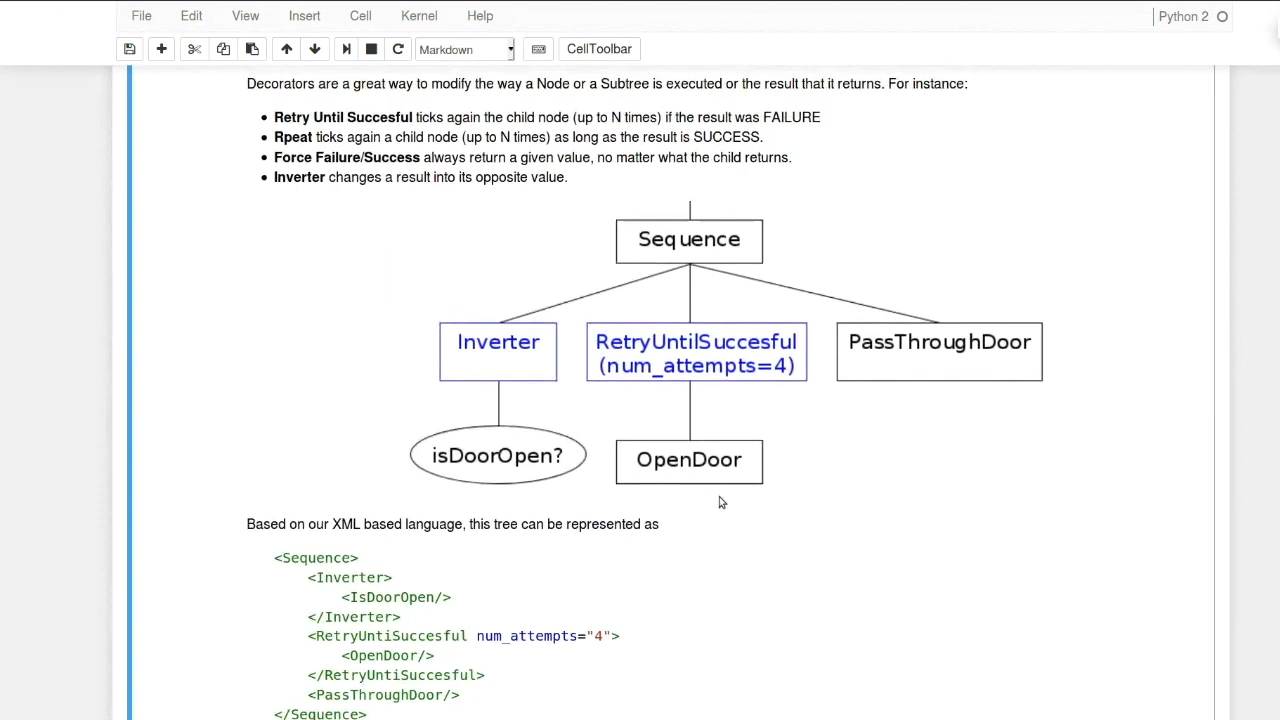 File Edit View Insert Cell Kernel Help Python 2
Markdown CellToolbar
Decorators are a great way to modify the way a Node or a Subtree is executed or the result that it returns. For instance:
Retry Until Succesful ticks again the child node (up to N times) if the result was FAILURE
Rpeat ticks again a child node (up to N times) as long as the result is SUCCESS.
Force Failure/Success always return a given value, no matter what the child returns.
Inverter changes a result into its opposite value.
Sequence
Inverter
RetryUntilSuccesful
(num_attempts=4)
PassThroughDoor
isDoorOpen?
OpenDoor
Based on our XML based language, this tree can be represented as
<Sequence>
<Inverter>
<IsDoorOpen/>
</Inverter>
<RetryUntiSuccesful num_attempts="4">
<OpenDoor/>
</RetryUntiSuccesful>
<PassThroughDoor/>
</Sequence>